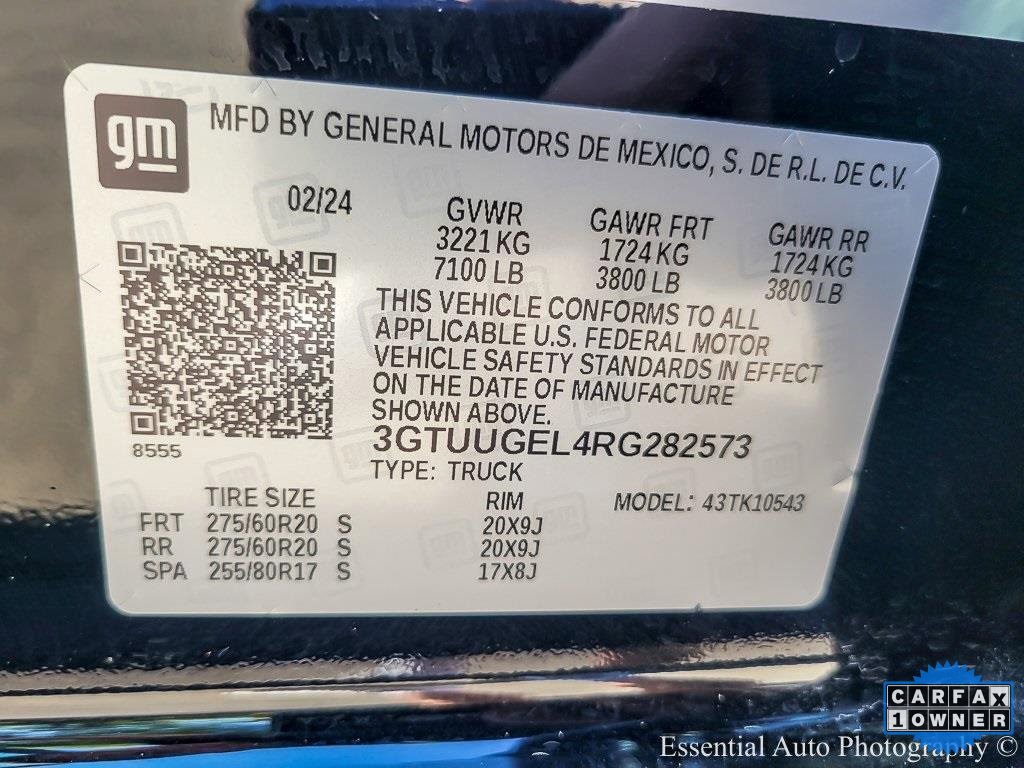 gm
MFD BY GENERAL MOTORS DE MEXICO, S. DE R.L. DE C.V.
02/24
GVWR GAWR FRT GAWR RR
3221 KG 1724 KG 1724 KG
7100 LB 3800 LB 3800 LB
THIS VEHICLE CONFORMS TO ALL
APPLICABLE U.S. FEDERAL MOTOR
VEHICLE SAFETY STANDARDS IN EFFECT
ON THE DATE OF MANUFACTURE
SHOWN ABOVE.
8555
3GTUUGEL4RG282573
TYPE: TRUCK
TIRE SIZE RIM MODEL: 43TK10543
FRT 275/60R20 S 20X9J
RR 275/60R20 S 20X9J
SPA 255/80R17 S 17X8J
CARFAX
1 OWNER
Essential Auto Photography ©